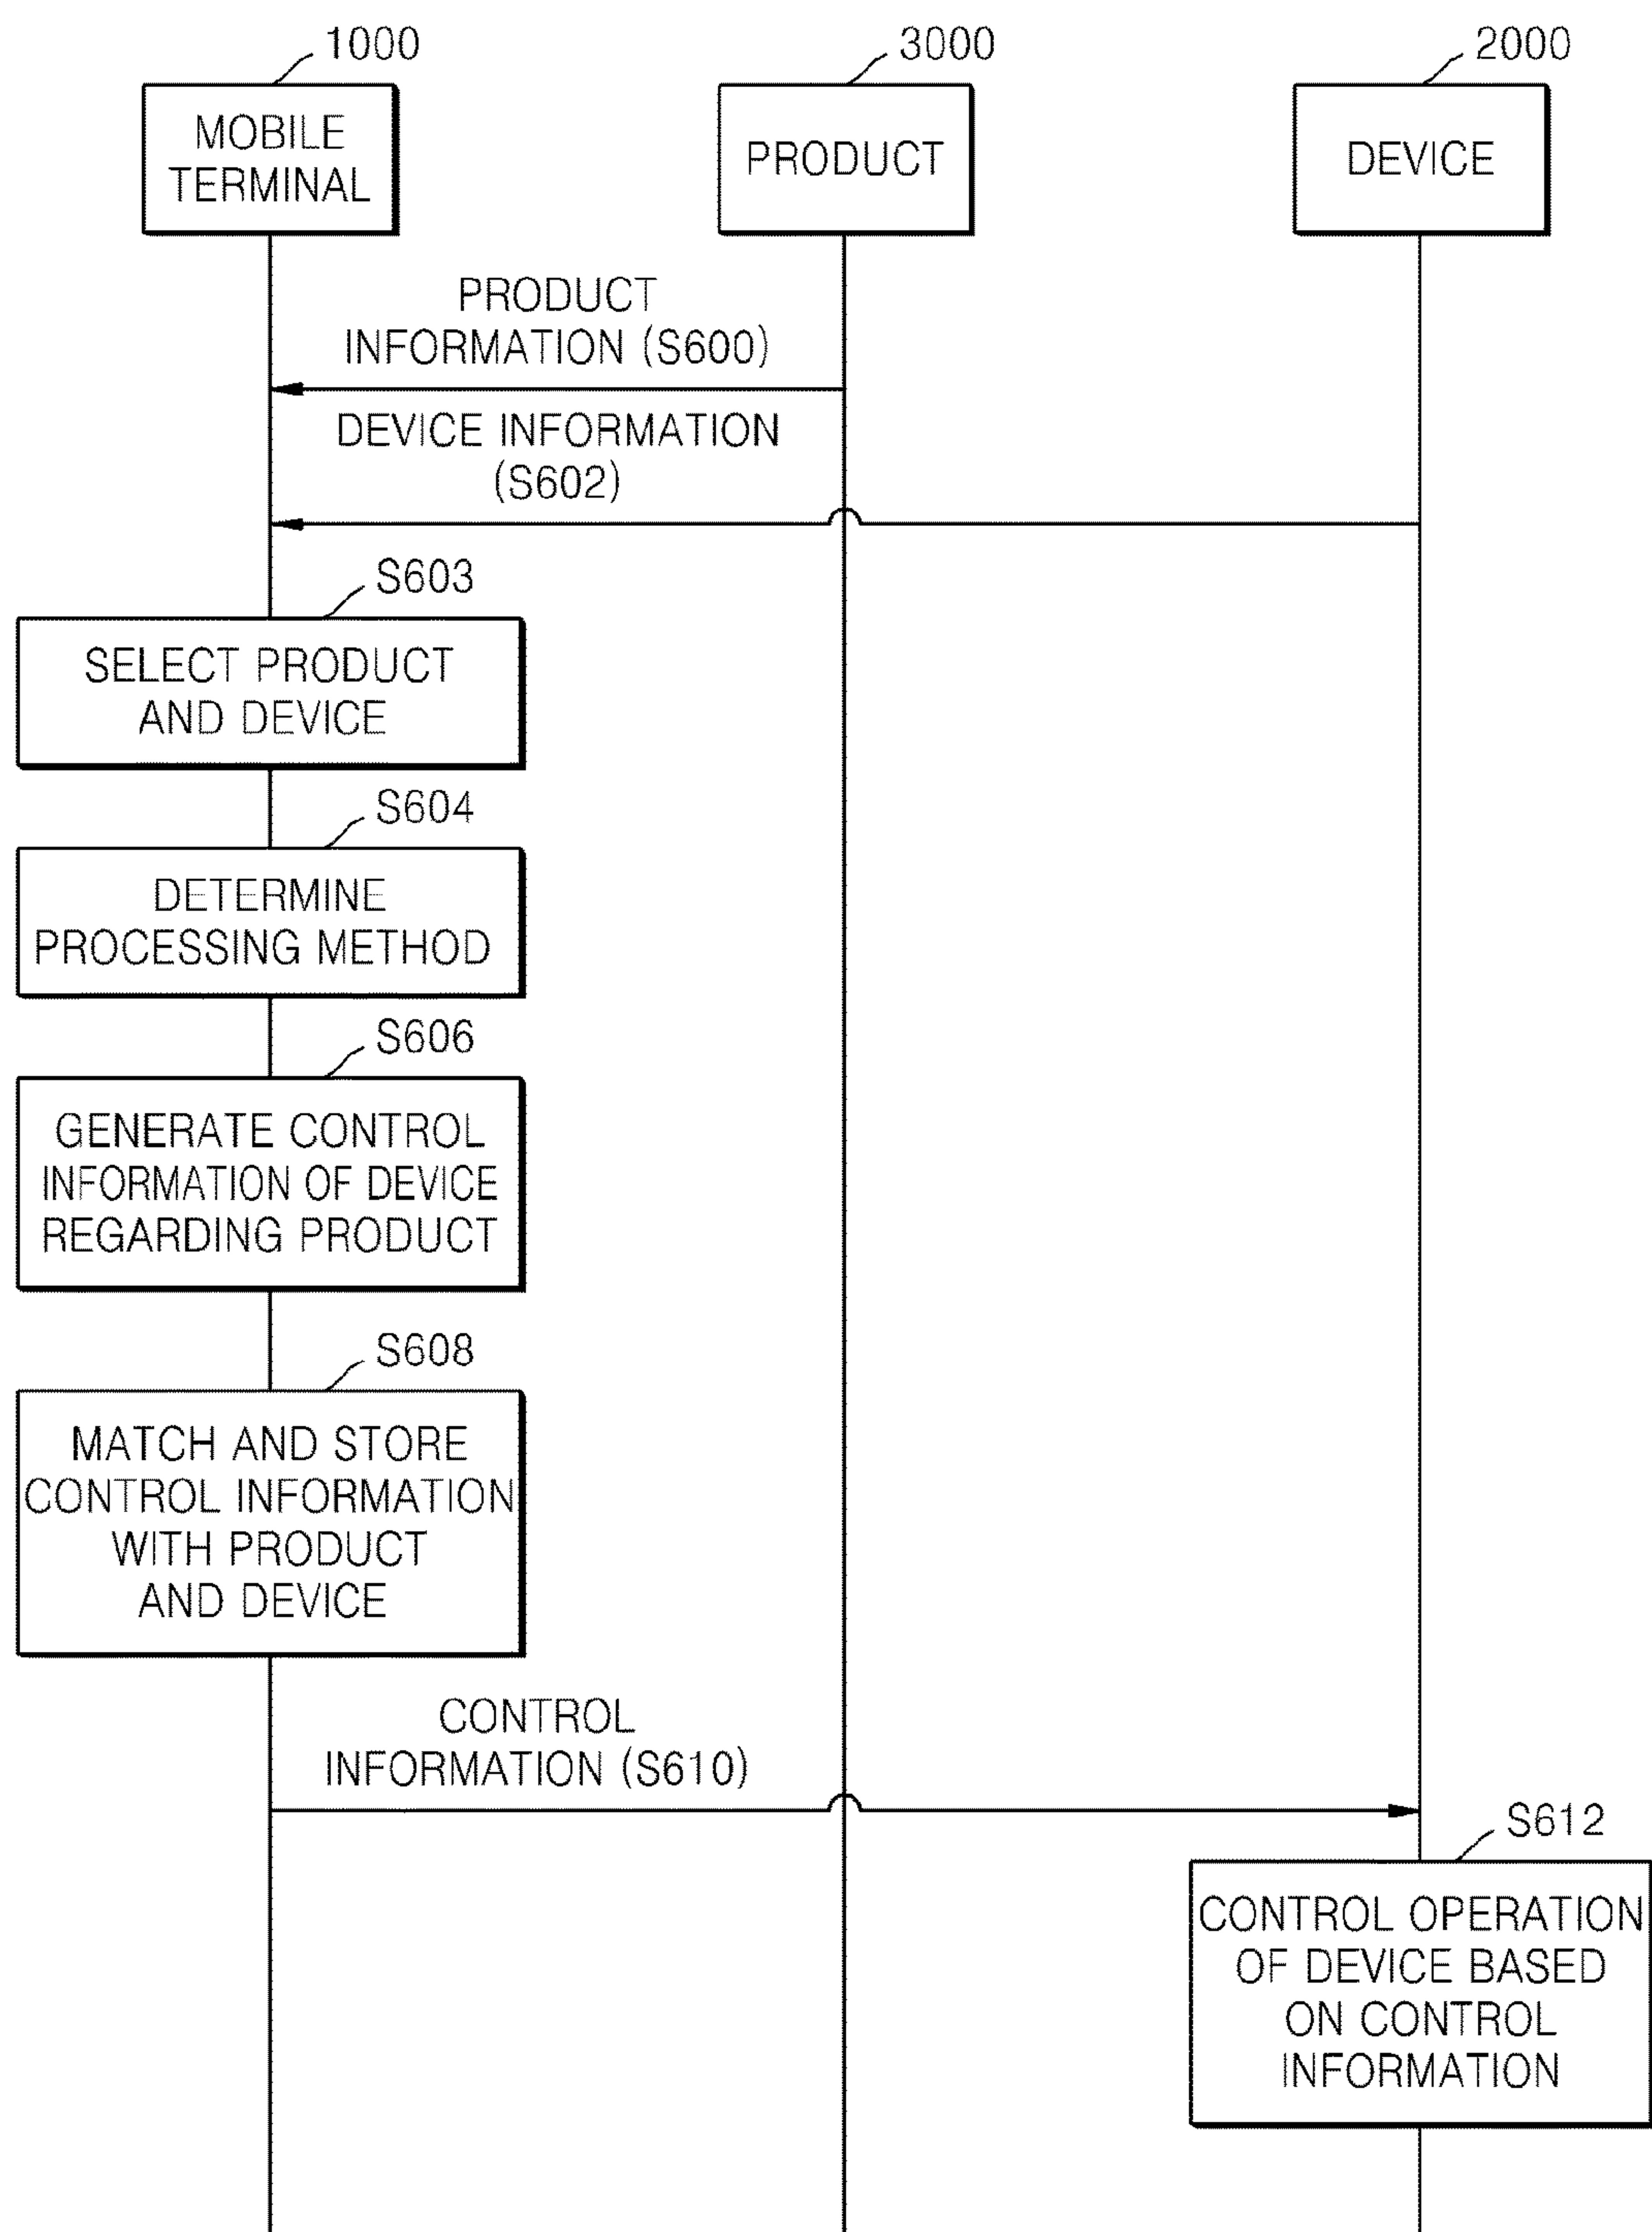 1000
3000
2000
MOBILE
TERMINAL
PRODUCT
DEVICE
PRODUCT
INFORMATION (S600)
DEVICE INFORMATION
(S602)
S603
SELECT PRODUCT
AND DEVICE
S604
DETERMINE
PROCESSING METHOD
S606
GENERATE CONTROL
INFORMATION OF DEVICE
REGARDING PRODUCT
S608
MATCH AND STORE
CONTROL INFORMATION
WITH PRODUCT
AND DEVICE
CONTROL
INFORMATION (S610)
S612
CONTROL OPERATION
OF DEVICE BASED
ON CONTROL
INFORMATION